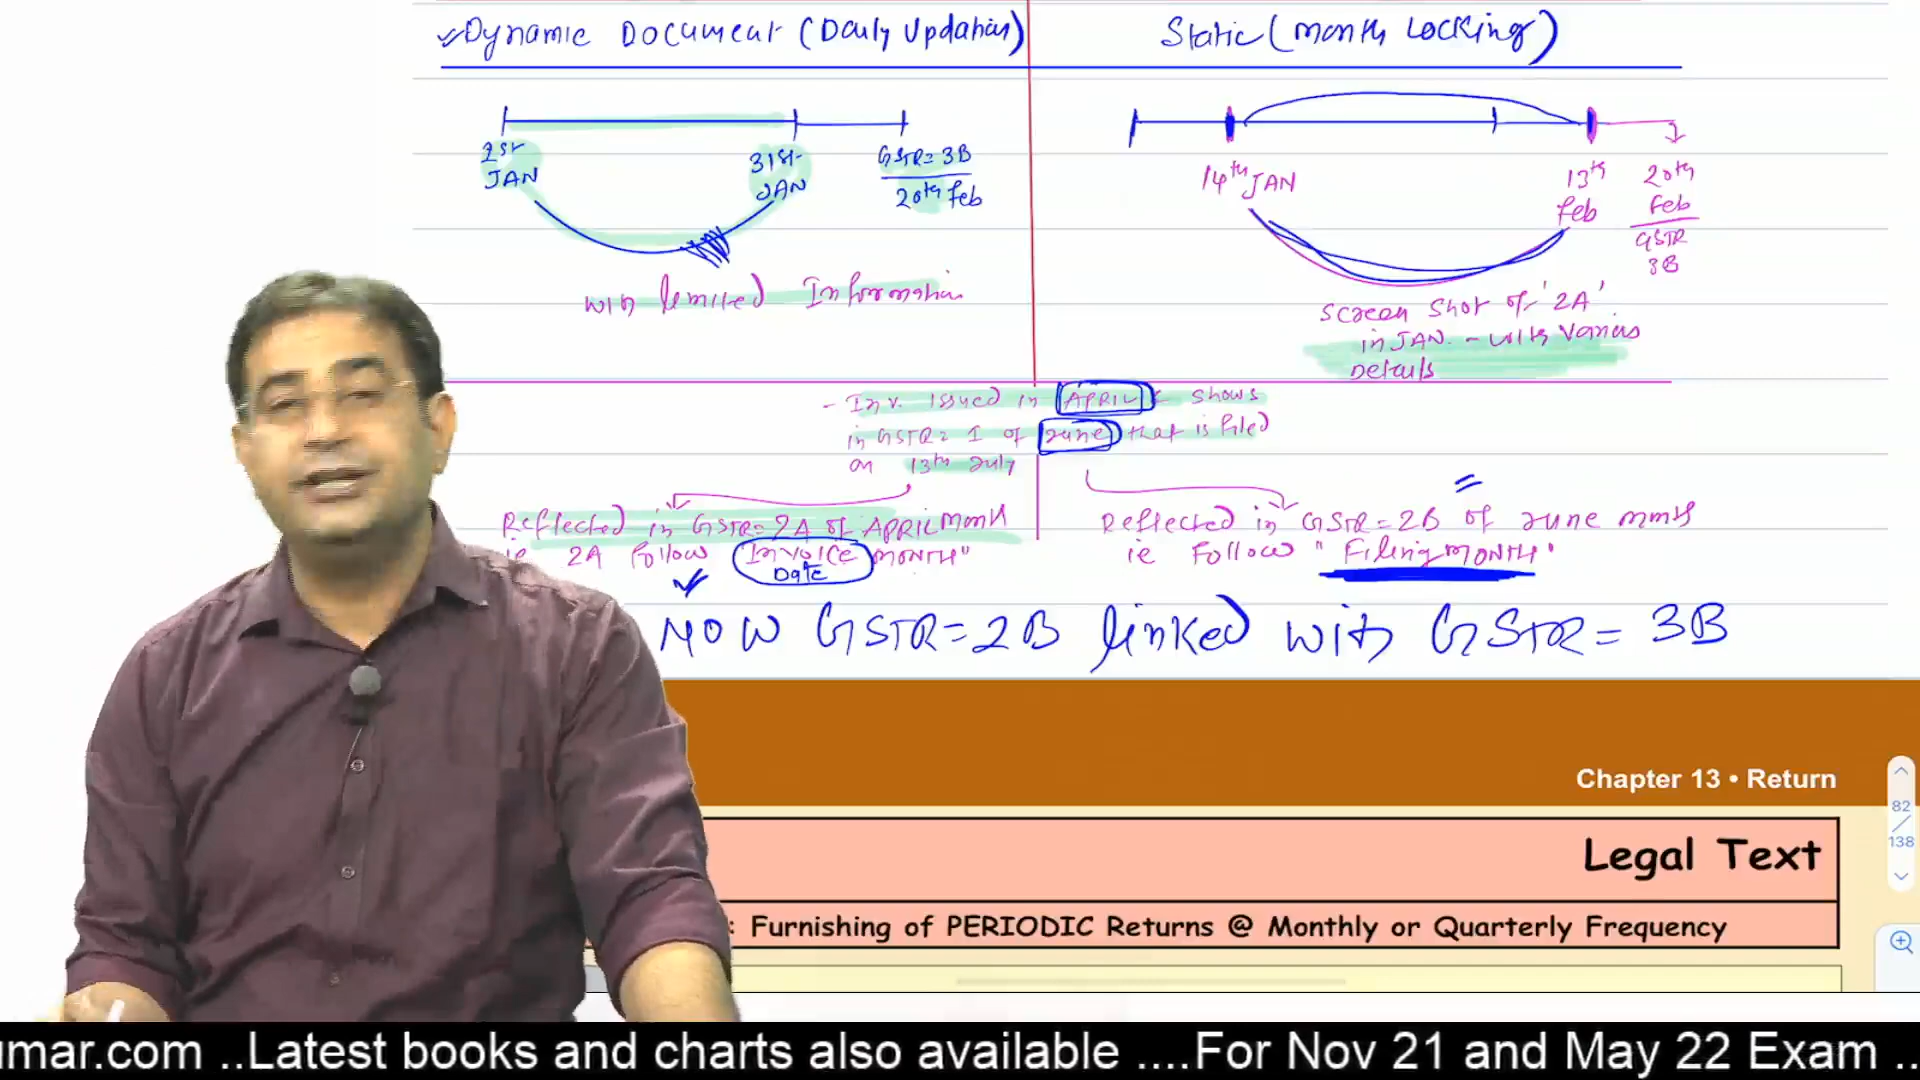 Dynamic Document (Daily Updation)
Static (month Locking)
1st JAN
31st JAN
GSTR=3B
20th Feb
with limited Information
14th JAN
13th Feb
20th Feb
GSTR 3B
Screen Shot of '2A'
in JAN. - with Various
Details
- Inv. issued in APRIL & shows
in GSTR=1 of June that is filed
on 13th July
Reflected in GSTR=2A of APRIL Month
ie 2A follow Invoice Date MONTH"
Reflected in GSTR=2B of June mmth
ie Follow "Filing MONTH"
NOW GSTR=2B linked with GSTR=3B
Chapter 13 • Return
Legal Text
: Furnishing of PERIODIC Returns @ Monthly or Quarterly Frequency
82
138
umar.com ..Latest books and charts also available ....For Nov 21 and May 22 Exam ..